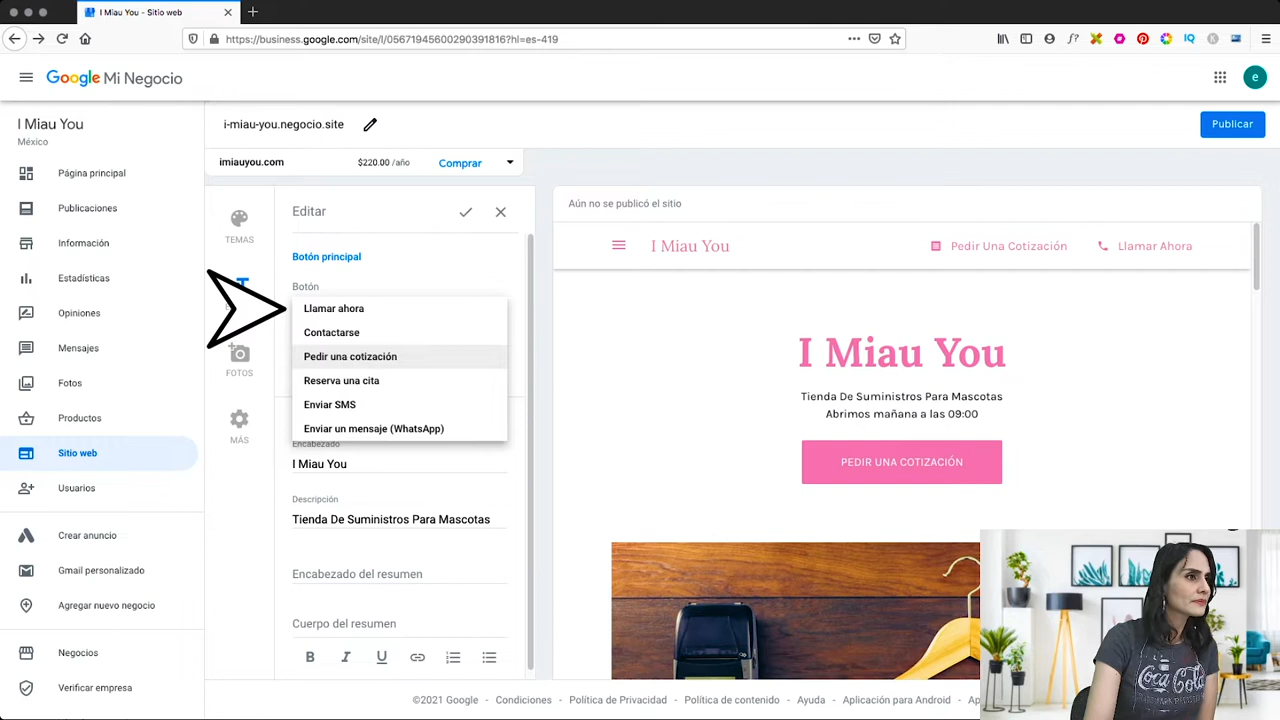 I Miau You - Sitio web
https://business.google.com/site/l/05671945600290391816?hl=es-419
Google Mi Negocio
e
I Miau You
México
Página principal
Publicaciones
Información
Estadísticas
Opiniones
Mensajes
Fotos
Productos
Sitio web
Usuarios
Crear anuncio
Gmail personalizado
Agregar nuevo negocio
Negocios
Verificar empresa
i-miau-you.negocio.site
Publicar
imiauyou.com
$220.00 /año
Comprar
TEMAS
FOTOS
MÁS
Editar
Botón principal
Botón
Llamar ahora
Contactarse
Pedir una cotización
Reserva una cita
Enviar SMS
Enviar un mensaje (WhatsApp)
Encabezado
I Miau You
Descripción
Tienda De Suministros Para Mascotas
Encabezado del resumen
Cuerpo del resumen
B I U
Aún no se publicó el sitio
I Miau You
Pedir Una Cotización
Llamar Ahora
I Miau You
Tienda De Suministros Para Mascotas
Abrimos mañana a las 09:00
PEDIR UNA COTIZACIÓN
Coca Cola
©2021 Google - Condiciones - Política de Privacidad - Política de contenido - Ayuda - Aplicación para Android - Ap